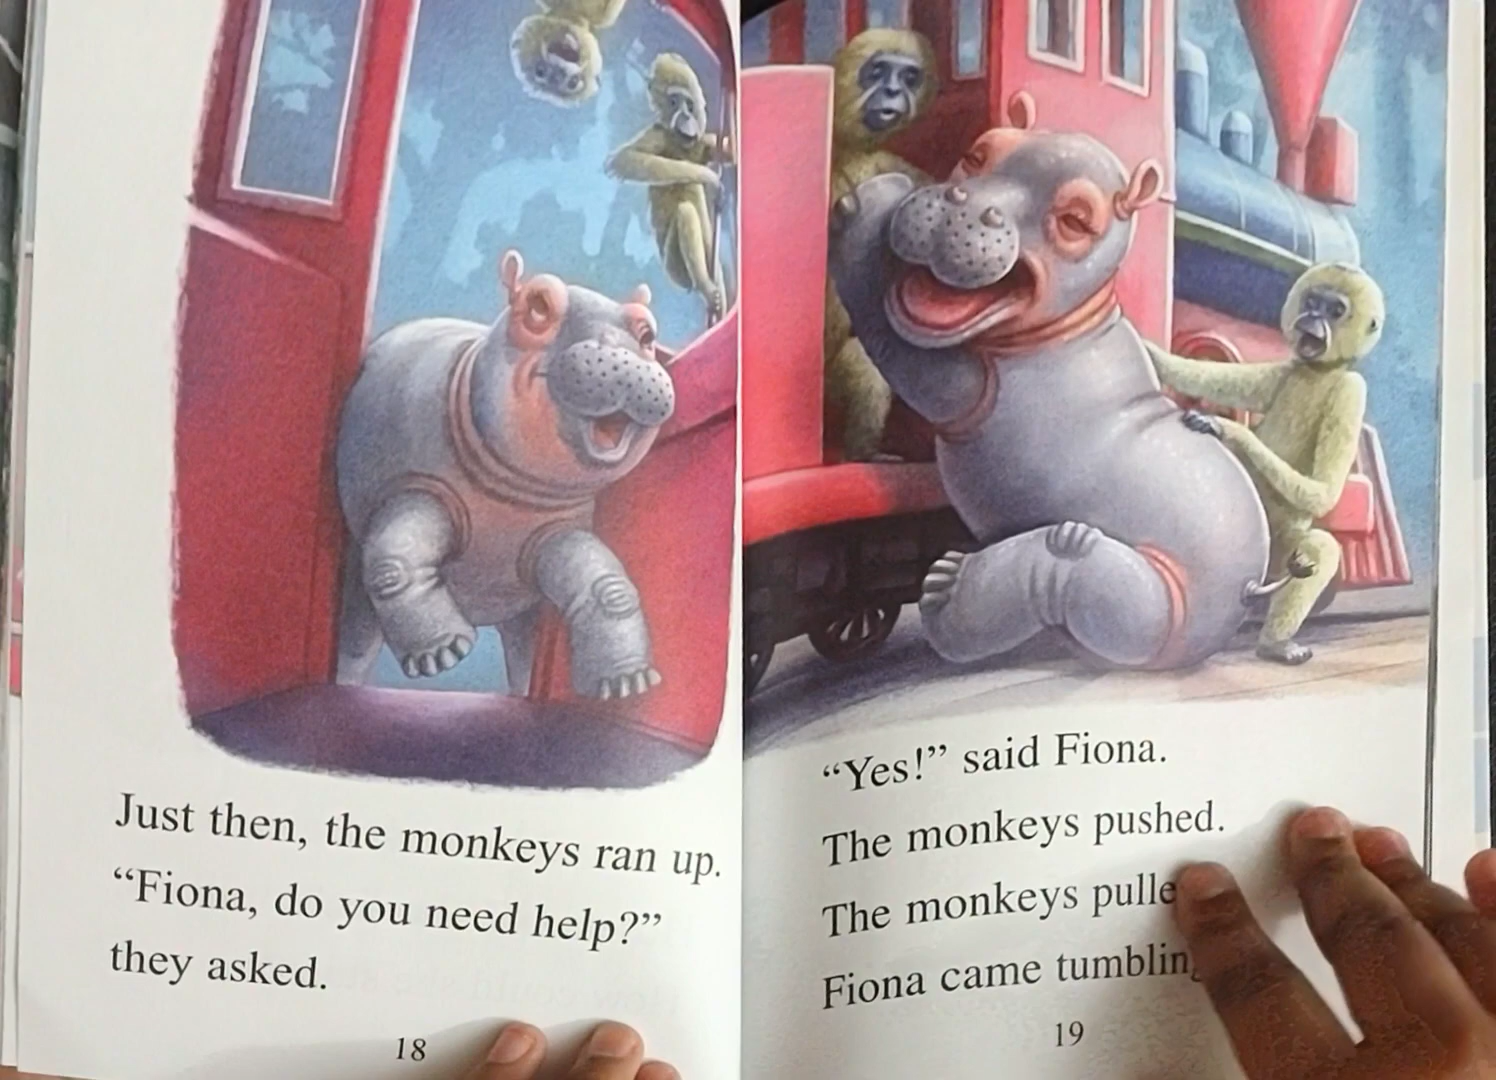 Just then, the monkeys ran up.
“Fiona, do you need help?”
they asked.
18
“Yes!” said Fiona.
The monkeys pushed.
The monkeys pulle
Fiona came tumblin
19